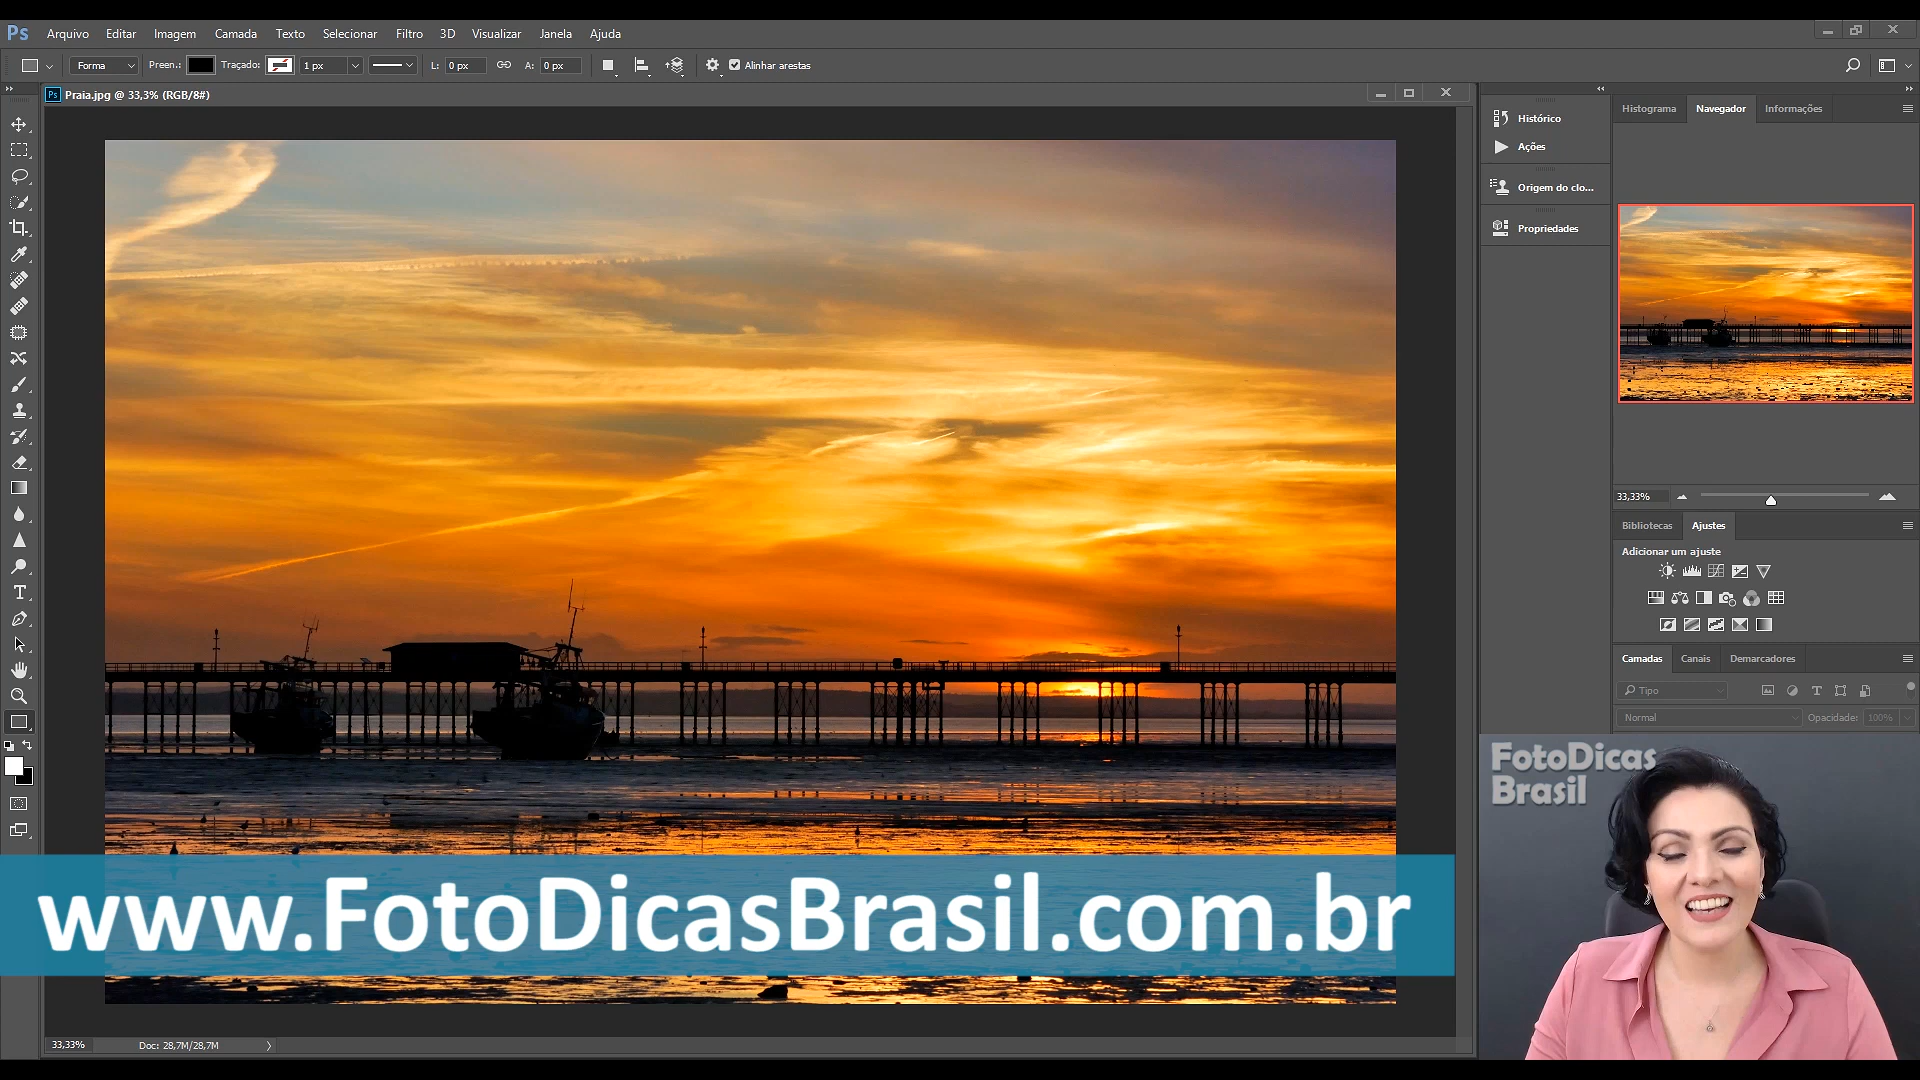 Ps Arquivo Editar Imagem Camada Texto Selecionar Filtro 3D Visualizar Janela Ajuda
Forma Preen.: Traçado: 1 px L: 0 px A: 0 px Alinhar arestas
Ps Praia.jpg @ 33,3% (RGB/8#)
Histórico
Ações
Origem do clo...
Propriedades
Histograma Navegador Informações
33,33%
Bibliotecas Ajustes
Adicionar um ajuste
Camadas Canais Demarcadores
Tipo
Normal Opacidade: 100%
FotoDicas
Brasil
www.FotoDicasBrasil.com.br
33,33% Doc: 28,7M/28,7M